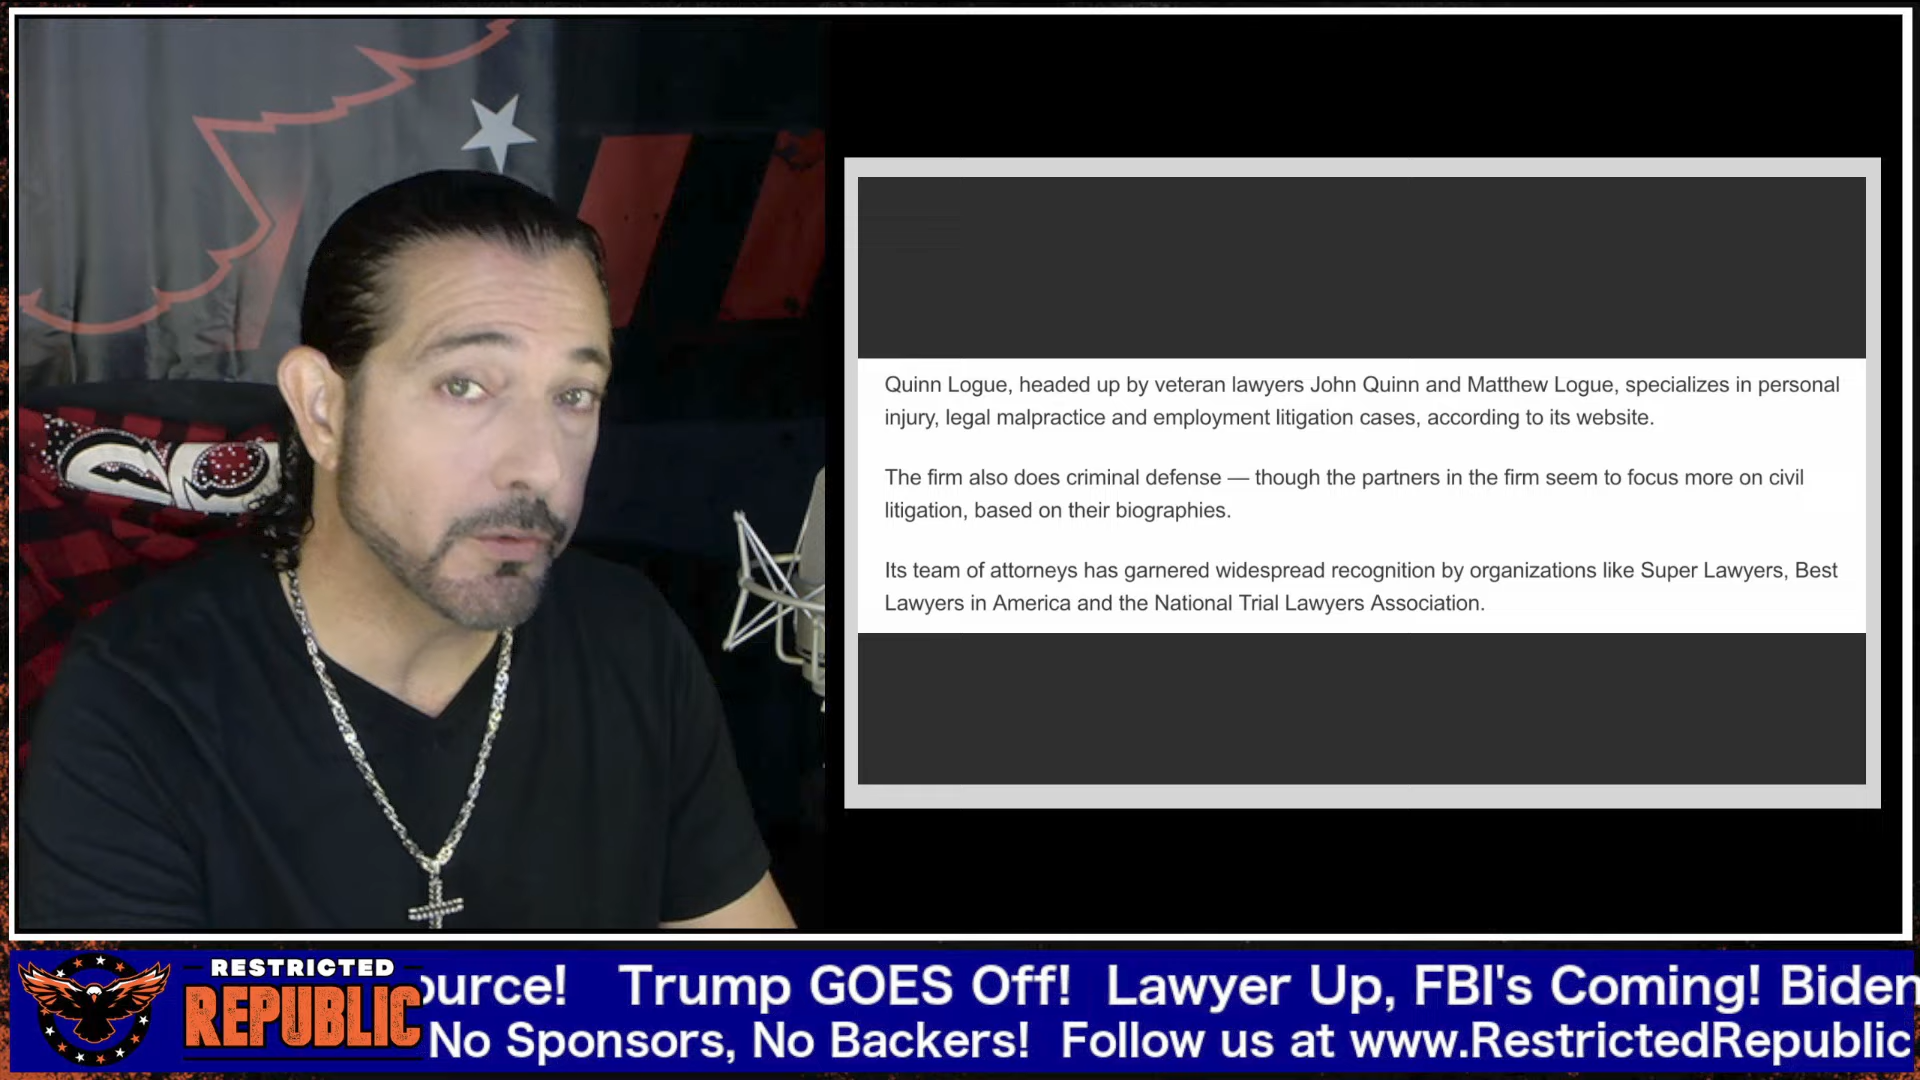 Quinn Logue, headed up by veteran lawyers John Quinn and Matthew Logue, specializes in personal
injury, legal malpractice and employment litigation cases, according to its website.
The firm also does criminal defense — though the partners in the firm seem to focus more on civil
litigation, based on their biographies.
Its team of attorneys has garnered widespread recognition by organizations like Super Lawyers, Best
Lawyers in America and the National Trial Lawyers Association.
RESTRICTED
REPUBLIC
ource! Trump GOES Off! Lawyer Up, FBI's Coming! Biden
No Sponsors, No Backers! Follow us at www.RestrictedRepublic